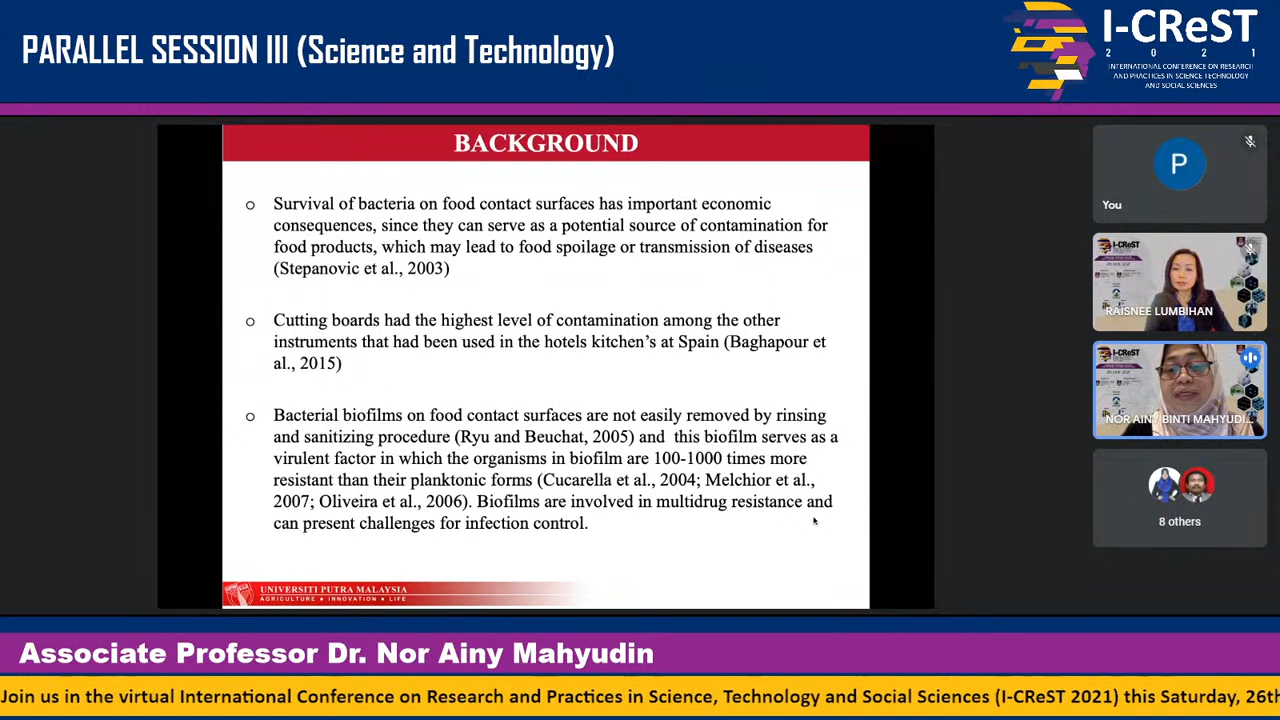 PARALLEL SESSION III (Science and Technology)
I-CReST
2 0 2 1
INTERNATIONAL CONFERENCE ON RESEARCH
AND PRACTICES IN SCIENCE TECHNOLOGY
AND SOCIAL SCIENCES
BACKGROUND
o Survival of bacteria on food contact surfaces has important economic
consequences, since they can serve as a potential source of contamination for
food products, which may lead to food spoilage or transmission of diseases
(Stepanovic et al., 2003)
o Cutting boards had the highest level of contamination among the other
instruments that had been used in the hotels kitchen's at Spain (Baghapour et
al., 2015)
o Bacterial biofilms on food contact surfaces are not easily removed by rinsing
and sanitizing procedure (Ryu and Beuchat, 2005) and this biofilm serves as a
virulent factor in which the organisms in biofilm are 100-1000 times more
resistant than their planktonic forms (Cucarella et al., 2004; Melchior et al.,
2007; Oliveira et al., 2006). Biofilms are involved in multidrug resistance and
can present challenges for infection control.
UNIVERSITI PUTRA MALAYSIA
AGRICULTURE • INNOVATION • LIFE
P
You
I-CReST
RAISNEE LUMBIHAN
I-CReST
NOR AINY BINTI MAHYUDI...
8 others
Associate Professor Dr. Nor Ainy Mahyudin
Join us in the virtual International Conference on Research and Practices in Science, Technology and Social Sciences (I-CReST 2021) this Saturday, 26th